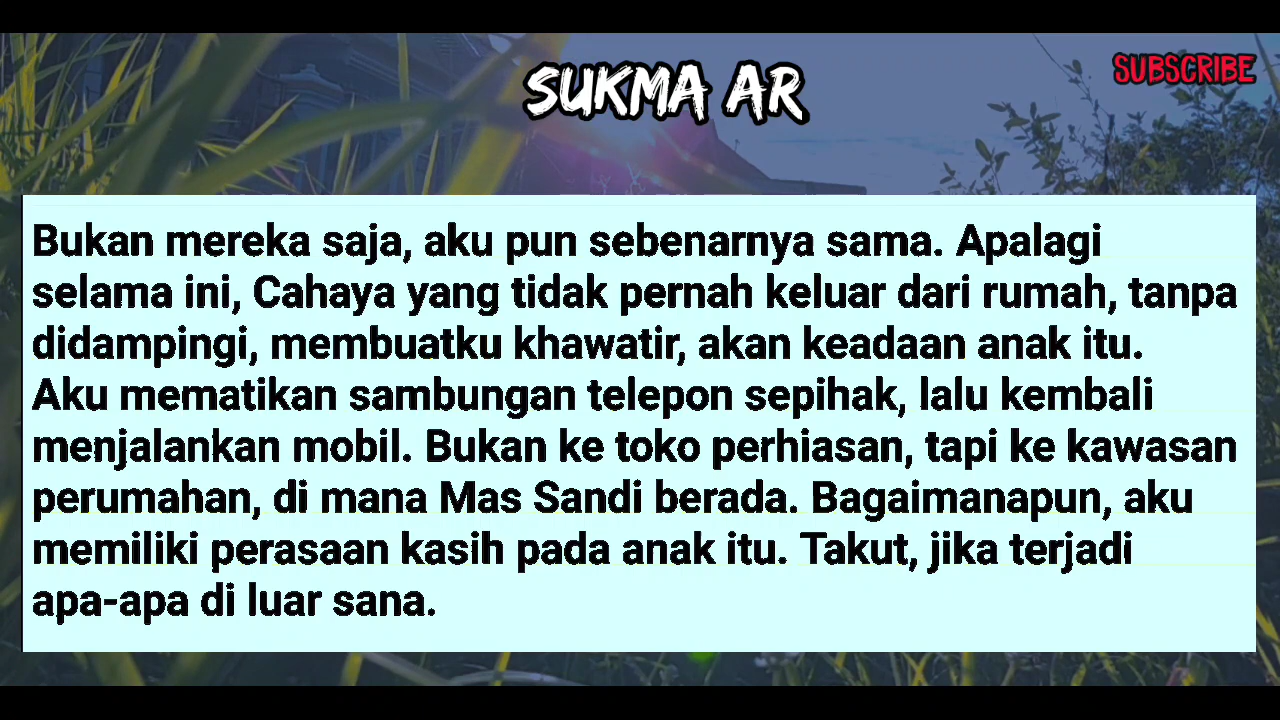 SUKMA AR
SUBSCRIBE
Bukan mereka saja, aku pun sebenarnya sama. Apalagi
selama ini, Cahaya yang tidak pernah keluar dari rumah, tanpa
didampingi, membuatku khawatir, akan keadaan anak itu.
Aku mematikan sambungan telepon sepihak, lalu kembali
menjalankan mobil. Bukan ke toko perhiasan, tapi ke kawasan
perumahan, di mana Mas Sandi berada. Bagaimanapun, aku
memiliki perasaan kasih pada anak itu. Takut, jika terjadi
apa-apa di luar sana.